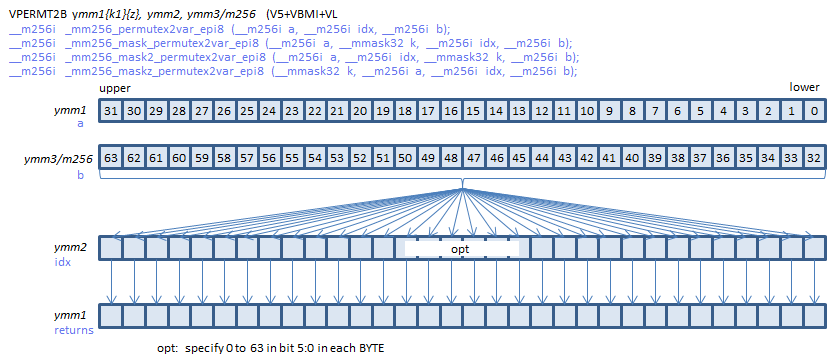 VPERMT2B ymm1{k1}{z}, ymm2, ymm3/m256 (V5+VBMI+VL
__m256i _mm256_permutex2var_epi8 (__m256i a, __m256i idx, __m256i b);
__m256i _mm256_mask_permutex2var_epi8 (__m256i a, __mmask32 k, __m256i idx, __m256i b);
__m256i _mm256_mask2_permutex2var_epi8 (__m256i a, __m256i idx, __mmask32 k, __m256i b);
__m256i _mm256_maskz_permutex2var_epi8 (__mmask32 k, __m256i a, __m256i idx, __m256i b);
upper lower
ymm1 31 30 29 28 27 26 25 24 23 22 21 20 19 18 17 16 15 14 13 12 11 10 9 8 7 6 5 4 3 2 1 0
a
ymm3/m256 63 62 61 60 59 58 57 56 55 54 53 52 51 50 49 48 47 46 45 44 43 42 41 40 39 38 37 36 35 34 33 32
b
ymm2 opt
idx
ymm1
returns
opt: specify 0 to 63 in bit 5:0 in each BYTE